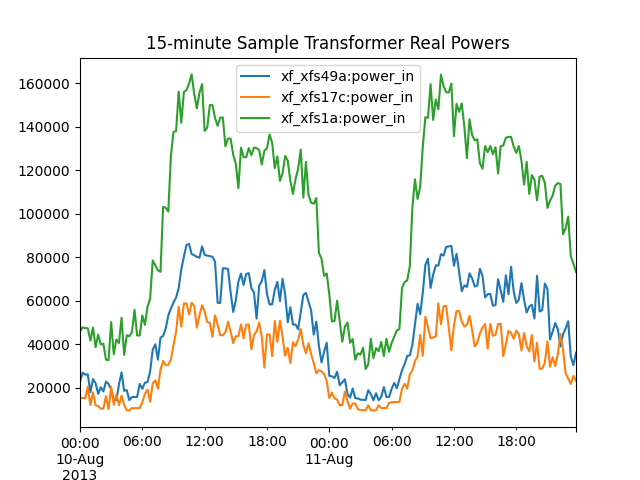 15-minute Sample Transformer Real Powers
xf_xfs49a:power_in
xf_xfs17c:power_in
xf_xfs1a:power_in
160000
140000
120000
100000
80000
60000
40000
20000
00:00 06:00 12:00 18:00 00:00 06:00 12:00 18:00
10-Aug 11-Aug
2013